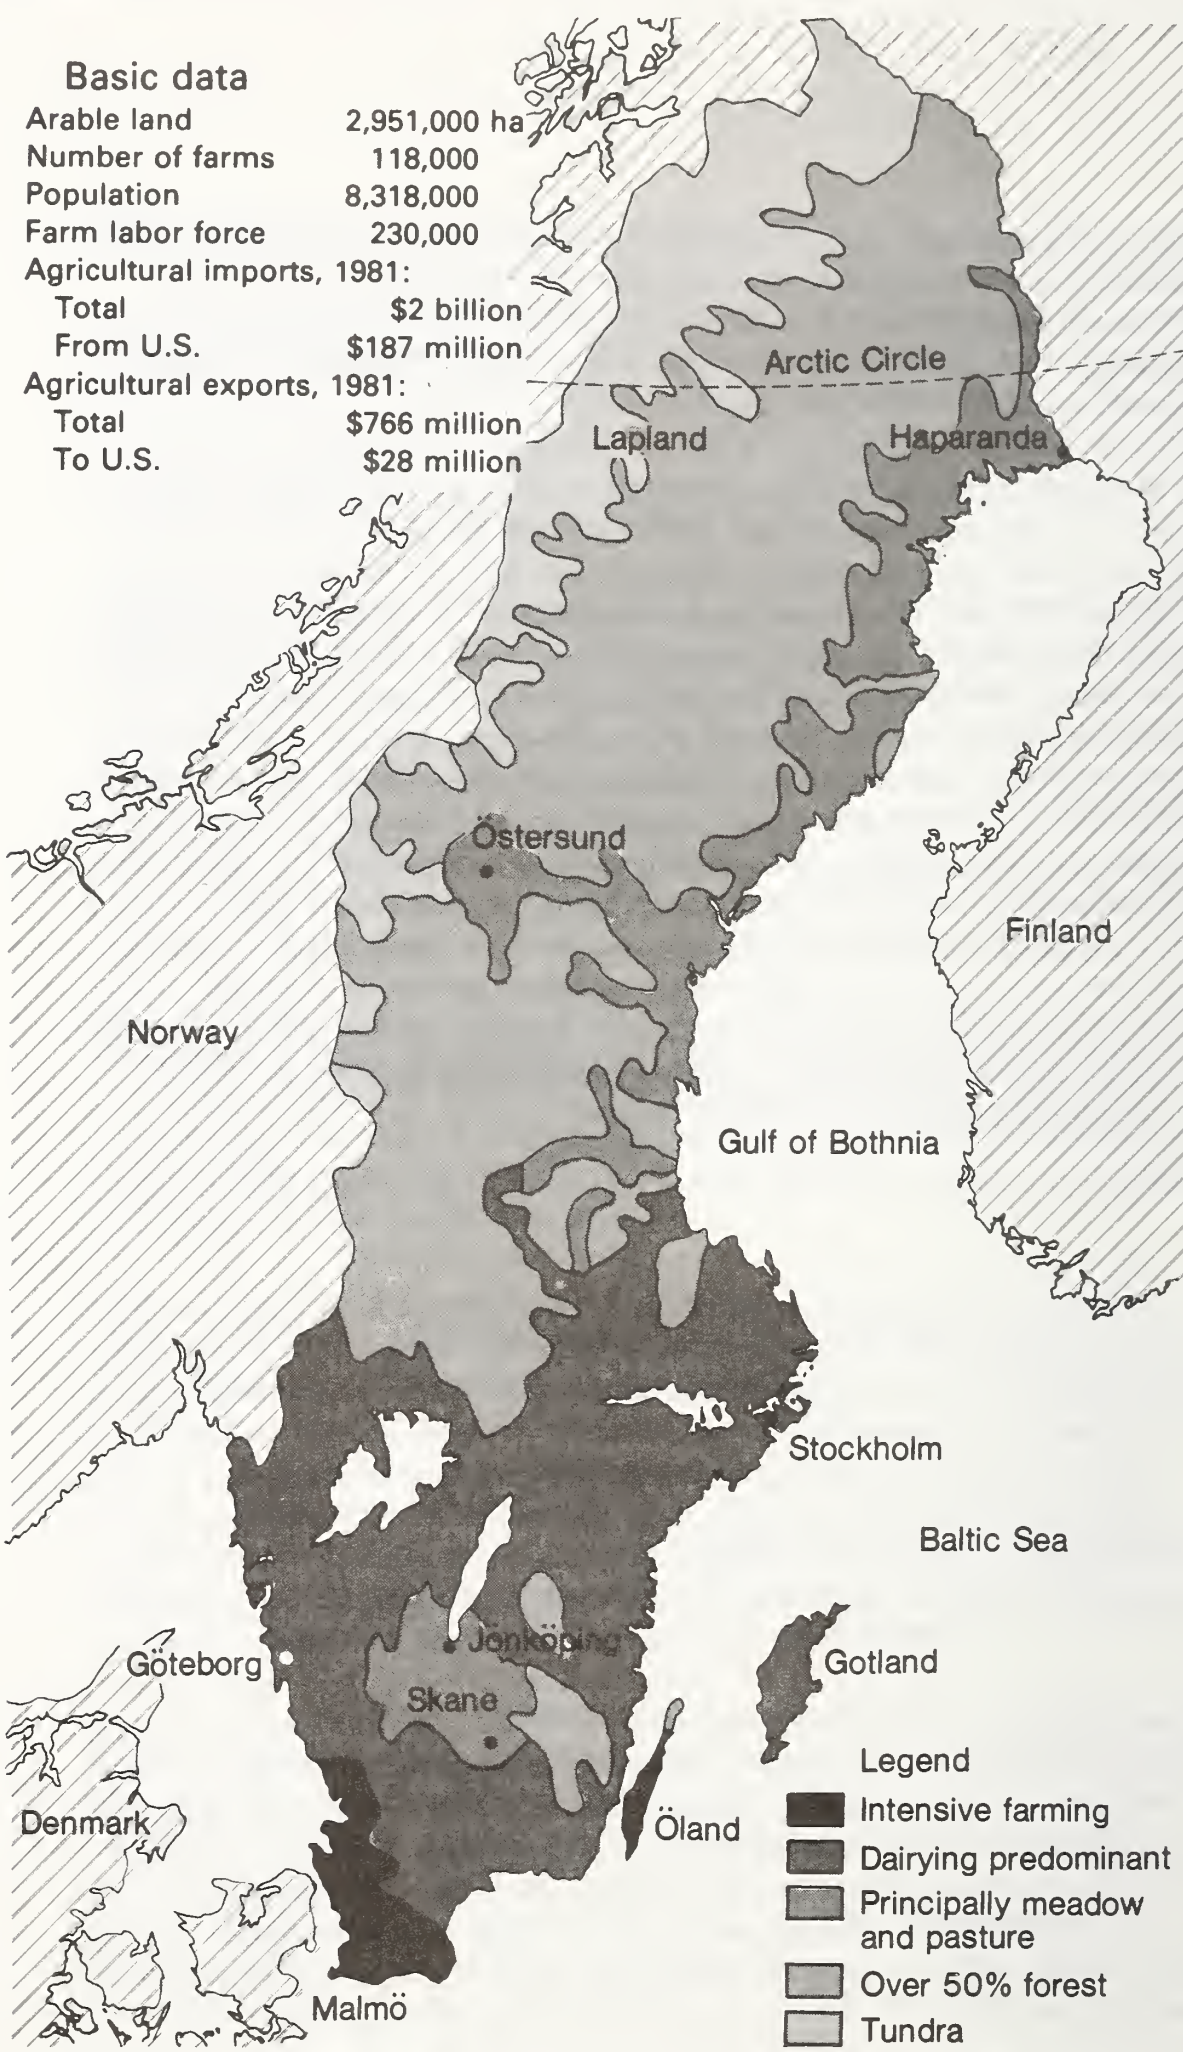 Basic data
Arable land 2,951,000 ha
Number of farms 118,000
Population 8,318,000
Farm labor force 230,000
Agricultural imports, 1981:
Total $2 billion
From U.S. $187 million
Agricultural exports, 1981:
Total $766 million
To U.S. $28 million
Arctic Circle
Lapland
Haparanda
Östersund
Finland
Norway
Gulf of Bothnia
Stockholm
Baltic Sea
Jönköping
Göteborg
Gotland
Skane
Öland
Denmark
Malmö
Legend
Intensive farming
Dairying predominant
Principally meadow
and pasture
Over 50% forest
Tundra